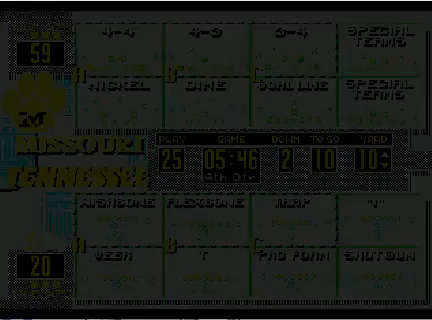 4-4 4-3 3-4 SPECIAL TEAMS
59
A B C
NICKEL DIME GOAL LINE SPECIAL TEAMS
M
MISSOURI
PLAY GAME DOWN TO GO YARD
25 05:46 2 10 10
4th Qtr
TENNESSEE
WISHBONE FLEXBONE TRAP "I"
A B C
20
VEER T PRO FORM SHOTGUN